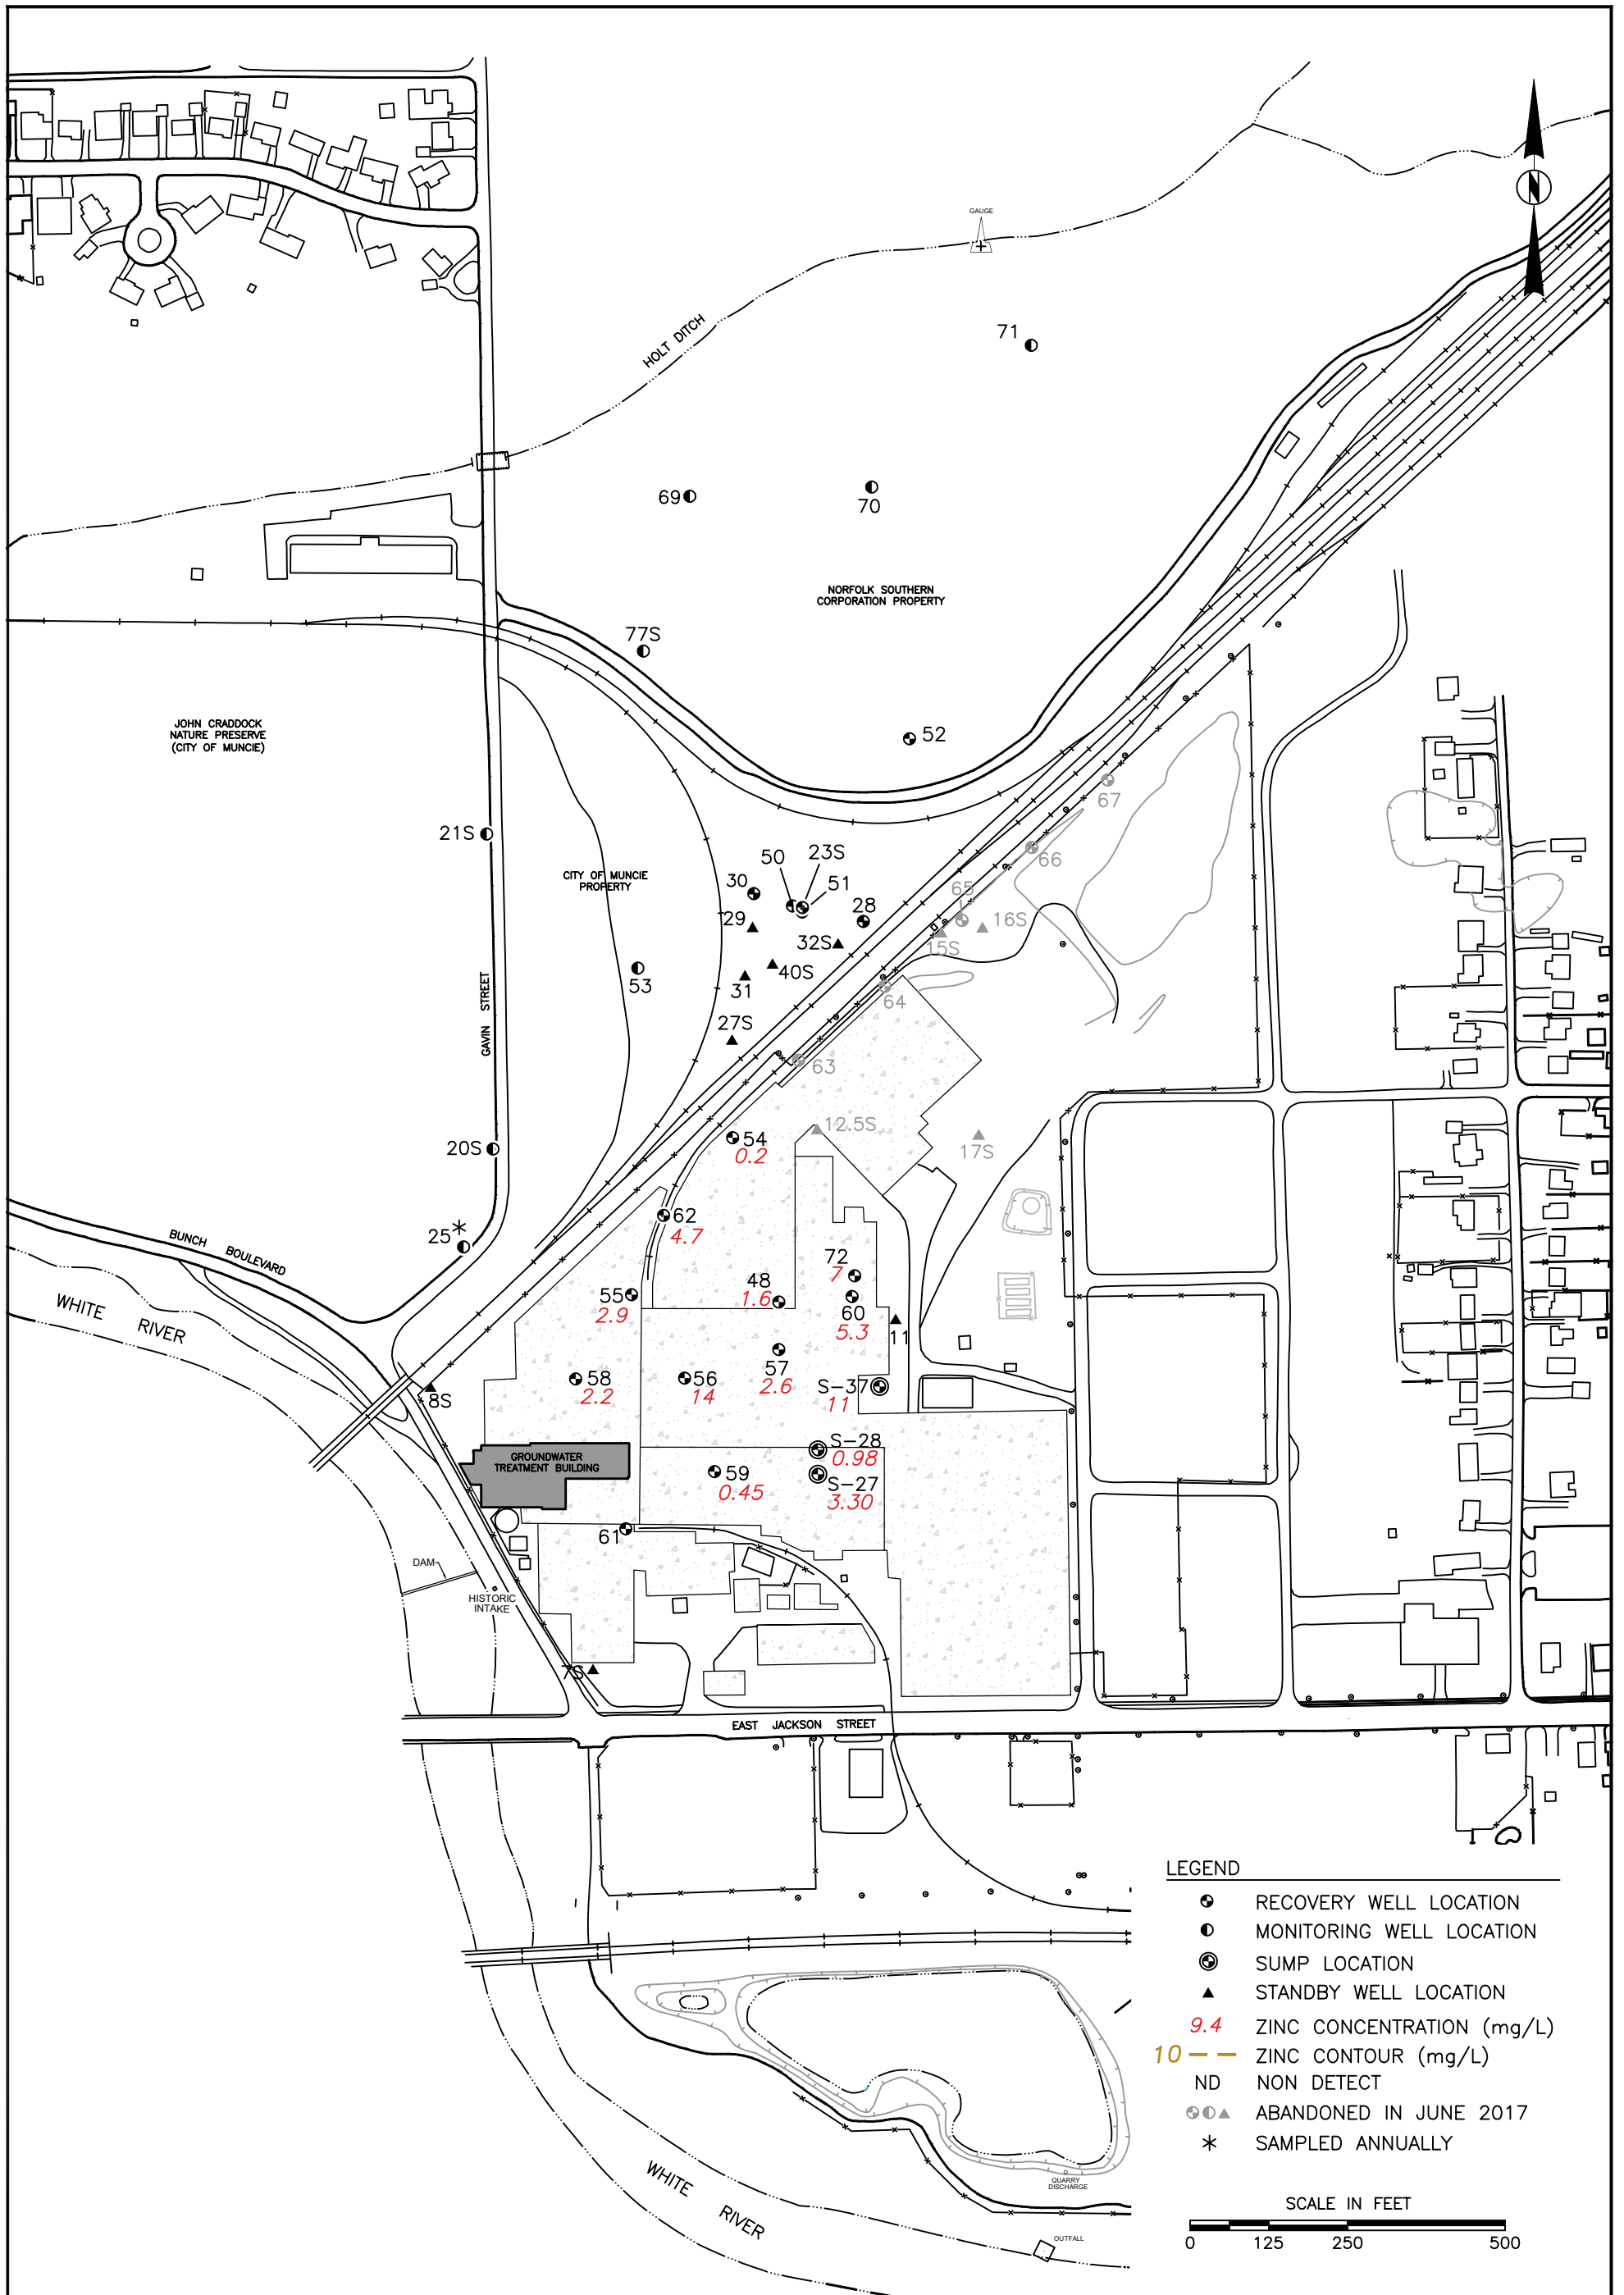 GAUGE
N
HOLT DITCH
71
69
70
NORFOLK SOUTHERN
CORPORATION PROPERTY
77S
JOHN CRADDOCK
NATURE PRESERVE
(CITY OF MUNCIE)
52
67
21S
66
50
23S
51
CITY OF MUNCIE
PROPERTY
30
65
28
16S
29
32S
15S
40S
53
31
64
GAVIN STREET
27S
63
12.5S
54
0.2
17S
20S
62
4.7
25*
BUNCH BOULEVARD
72
7
48
1.6
55
2.9
WHITE RIVER
60
5.3
11
57
2.6
58
2.2
56
14
S-37
11
8S
S-28
0.98
GROUNDWATER
TREATMENT BUILDING
59
0.45
S-27
3.30
61
DAM
HISTORIC
INTAKE
7S
EAST JACKSON STREET
LEGEND
RECOVERY WELL LOCATION
MONITORING WELL LOCATION
SUMP LOCATION
STANDBY WELL LOCATION
9.4 ZINC CONCENTRATION (mg/L)
10 — — ZINC CONTOUR (mg/L)
ND NON DETECT
ABANDONED IN JUNE 2017
* SAMPLED ANNUALLY
QUARRY
DISCHARGE
WHITE RIVER
OUTFALL
SCALE IN FEET
0 125 250 500